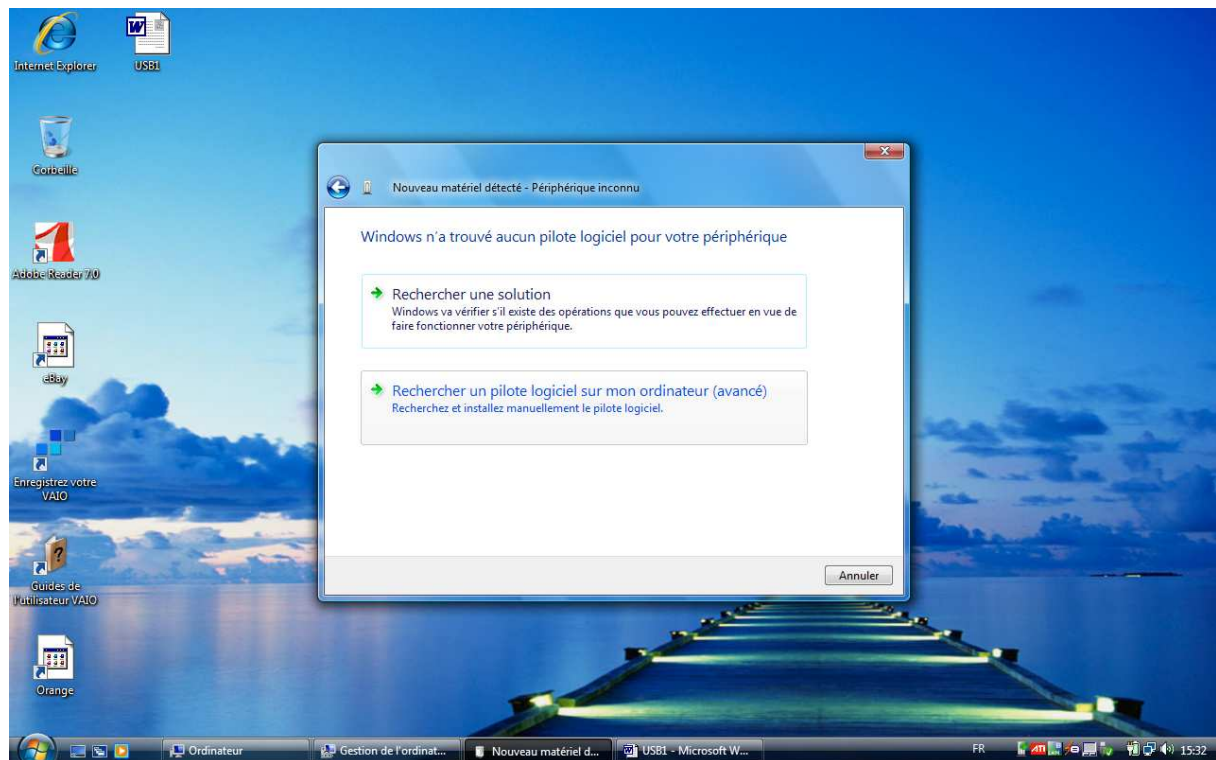 Internet Explorer
USB1
Corbeille
Adobe Reader 7.0
eBay
Enregistrez votre
VAIO
Guides de
l'utilisateur VAIO
Orange
Nouveau matériel détecté - Périphérique inconnu
Windows n'a trouvé aucun pilote logiciel pour votre périphérique
Rechercher une solution
Windows va vérifier s'il existe des opérations que vous pouvez effectuer en vue de
faire fonctionner votre périphérique.
Rechercher un pilote logiciel sur mon ordinateur (avancé)
Recherchez et installez manuellement le pilote logiciel.
Annuler
Ordinateur
Gestion de l'ordinat...
Nouveau matériel d...
USB1 - Microsoft W...
FR
ATI
15:32